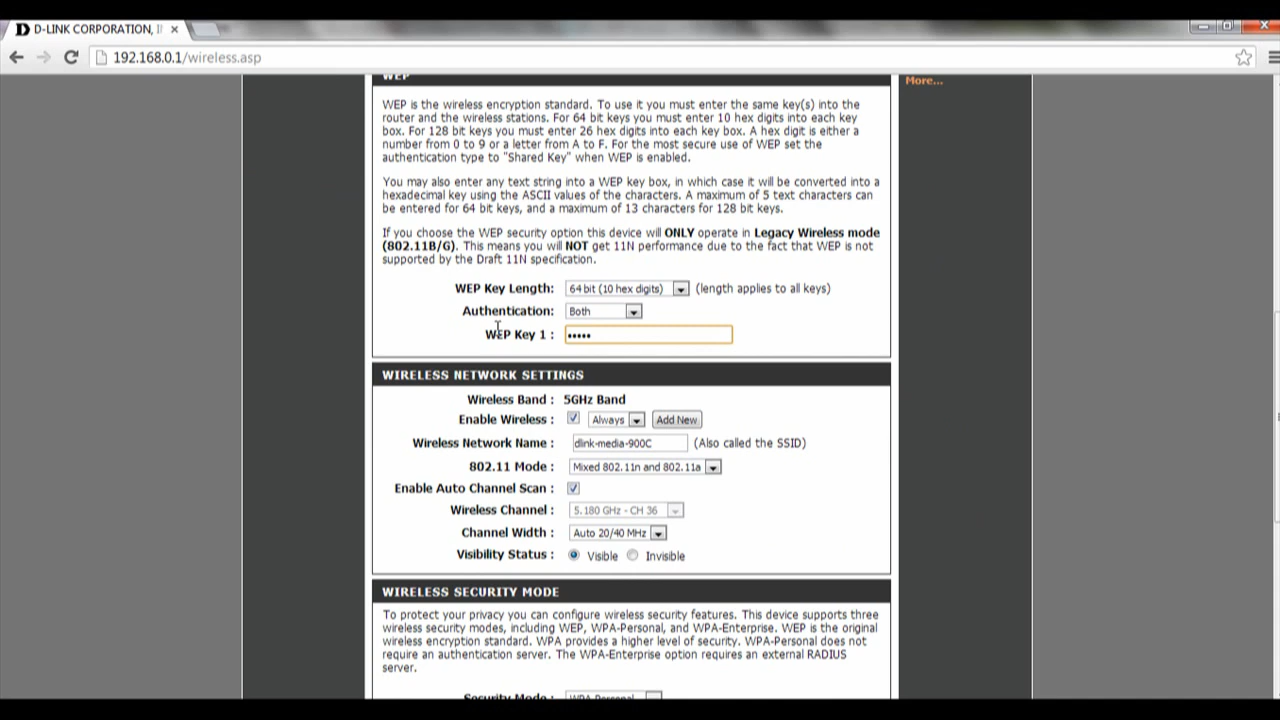 D-LINK CORPORATION, I
192.168.0.1/wireless.asp
WEP
More...
WEP is the wireless encryption standard. To use it you must enter the same key(s) into the
router and the wireless stations. For 64 bit keys you must enter 10 hex digits into each key
box. For 128 bit keys you must enter 26 hex digits into each key box. A hex digit is either a
number from 0 to 9 or a letter from A to F. For the most secure use of WEP set the
authentication type to "Shared Key" when WEP is enabled.
You may also enter any text string into a WEP key box, in which case it will be converted into a
hexadecimal key using the ASCII values of the characters. A maximum of 5 text characters can
be entered for 64 bit keys, and a maximum of 13 characters for 128 bit keys.
If you choose the WEP security option this device will ONLY operate in Legacy Wireless mode
(802.11B/G). This means you will NOT get 11N performance due to the fact that WEP is not
supported by the Draft 11N specification.
WEP Key Length: 64 bit (10 hex digits) (length applies to all keys)
Authentication: Both
WEP Key 1 : •••••
WIRELESS NETWORK SETTINGS
Wireless Band : 5GHz Band
Enable Wireless : Always Add New
Wireless Network Name : dlink-media-900C (Also called the SSID)
802.11 Mode : Mixed 802.11n and 802.11a
Enable Auto Channel Scan :
Wireless Channel : 5.180 GHz - CH 36
Channel Width : Auto 20/40 MHz
Visibility Status : Visible Invisible
WIRELESS SECURITY MODE
To protect your privacy you can configure wireless security features. This device supports three
wireless security modes, including WEP, WPA-Personal, and WPA-Enterprise. WEP is the original
wireless encryption standard. WPA provides a higher level of security. WPA-Personal does not
require an authentication server. The WPA-Enterprise option requires an external RADIUS
server.
Security Mode : WPA-Personal